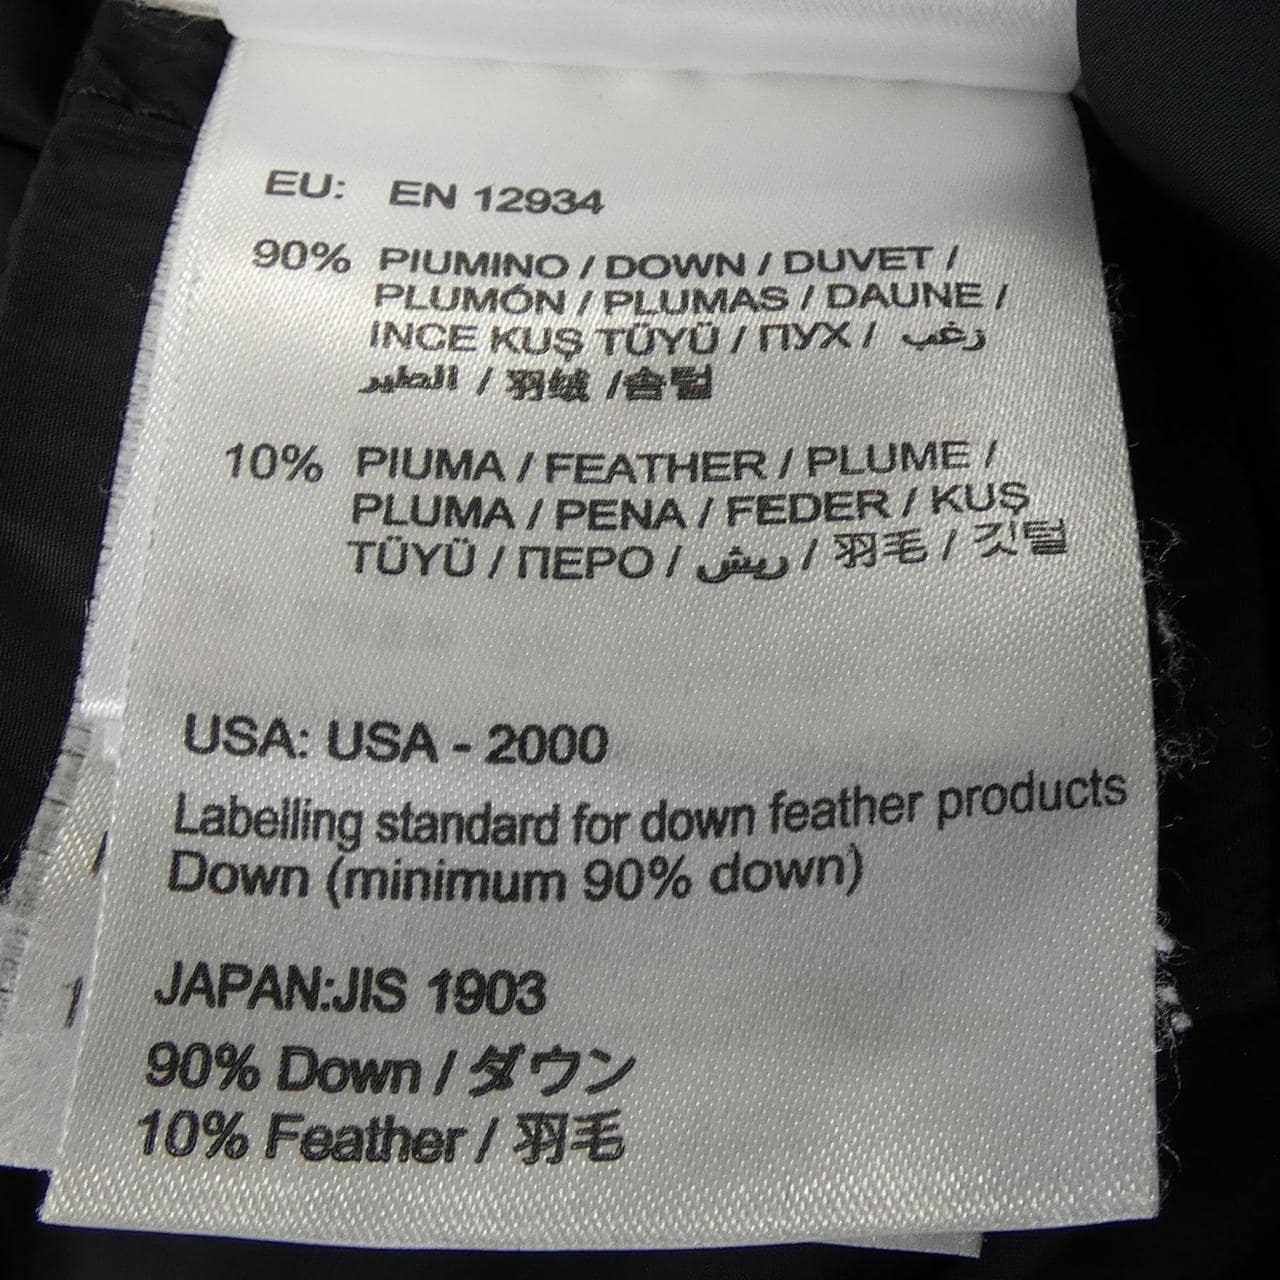 EU: EN 12934
90% PIUMINO / DOWN / DUVET /
PLUMÓN / PLUMAS / DAUNE /
INCE KUŞ TÜYÜ / ПУХ / زغب
الطير / 羽绒 / 솜털
10% PIUMA / FEATHER / PLUME /
PLUMA / PENA / FEDER / KUŞ
TÜYÜ / ПЕРО / ريش / 羽毛 / 깃털
USA: USA - 2000
Labelling standard for down feather products
Down (minimum 90% down)
JAPAN:JIS 1903
90% Down / ダウン
10% Feather / 羽毛